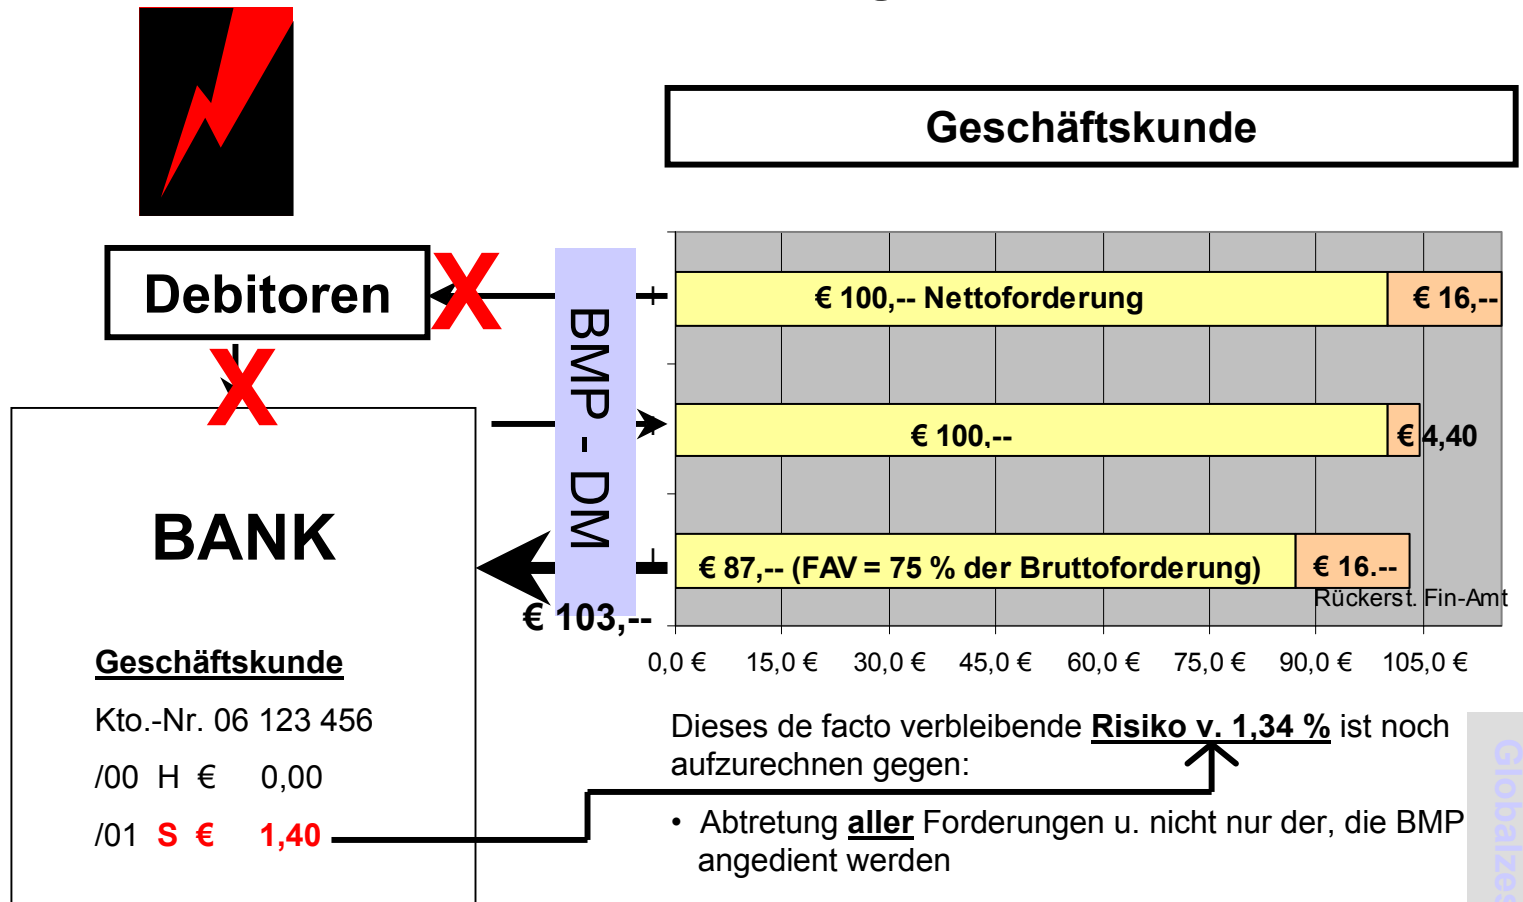 Geschäftskunde
Debitoren
X
X
BMP - DM
€ 100,-- Nettoforderung
€ 16,--
€ 100,--
€ 4,40
€ 87,-- (FAV = 75 % der Bruttoforderung)
€ 16.--
Rückerst. Fin-Amt
€ 103,--
0,0 € 15,0 € 30,0 € 45,0 € 60,0 € 75,0 € 90,0 € 105,0 €
BANK
Geschäftskunde
Kto.-Nr. 06 123 456
/00 H € 0,00
/01 S € 1,40
Dieses de facto verbleibende Risiko v. 1,34 % ist noch
aufzurechnen gegen:
• Abtretung aller Forderungen u. nicht nur der, die BMP
angedient werden